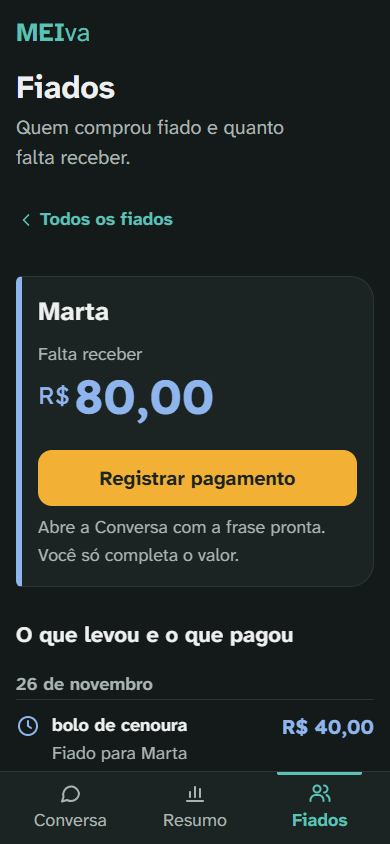 MEIva
Fiados
Quem comprou fiado e quanto
falta receber.
Todos os fiados
Marta
Falta receber
R$ 80,00
Registrar pagamento
Abre a Conversa com a frase pronta.
Você só completa o valor.
O que levou e o que pagou
26 de novembro
bolo de cenoura R$ 40,00
Fiado para Marta
Conversa Resumo Fiados